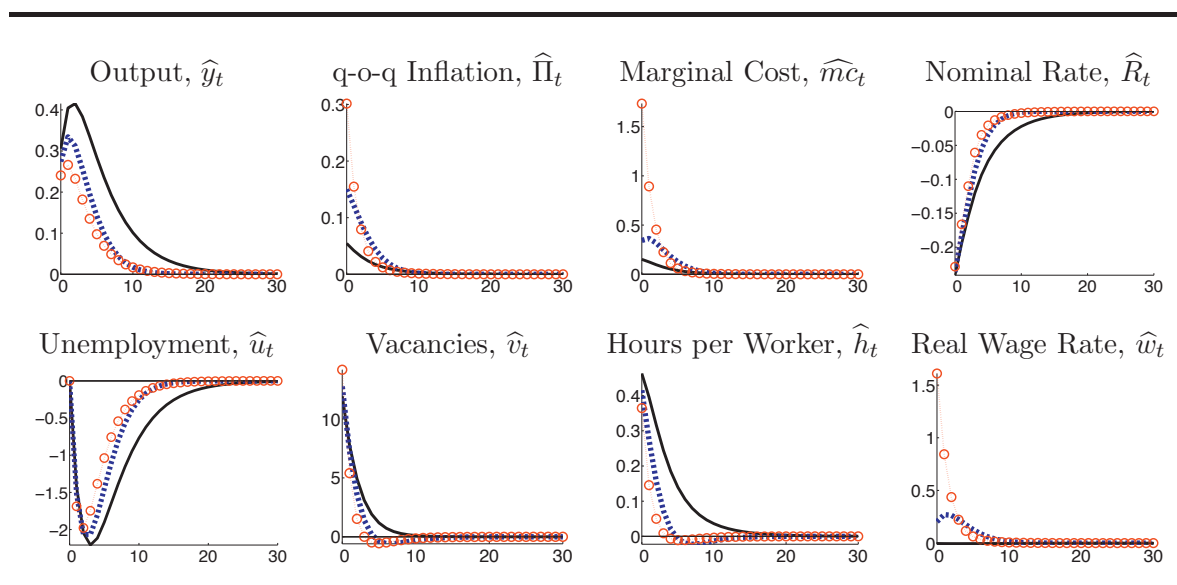 Output, ŷ_t
q-o-q Inflation, Π̂_t
Marginal Cost, m̂c_t
Nominal Rate, R̂_t
0.4
0.3
0.2
0.1
0
0 10 20 30
0.3
0.2
0.1
0
0 10 20 30
1.5
1
0.5
0
0 10 20 30
0
−0.05
−0.1
−0.15
−0.2
0 10 20 30
Unemployment, û_t
Vacancies, v̂_t
Hours per Worker, ĥ_t
Real Wage Rate, ŵ_t
0
−0.5
−1
−1.5
−2
0 10 20 30
10
5
0
0 10 20 30
0.4
0.3
0.2
0.1
0
0 10 20 30
1.5
1
0.5
0
0 10 20 30